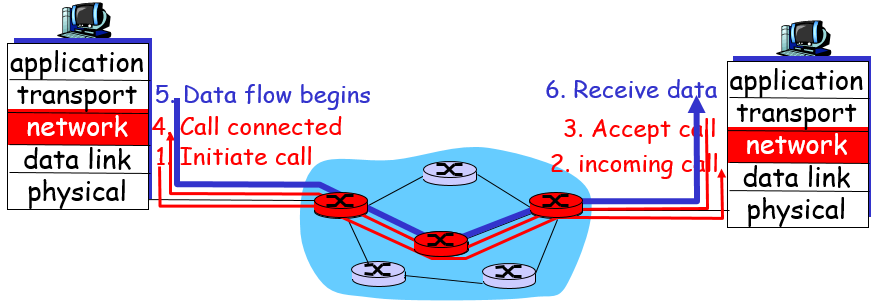 application
transport
network
data link
physical
5. Data flow begins
4. Call connected
1. Initiate call
6. Receive data
3. Accept call
2. incoming call
application
transport
network
data link
physical